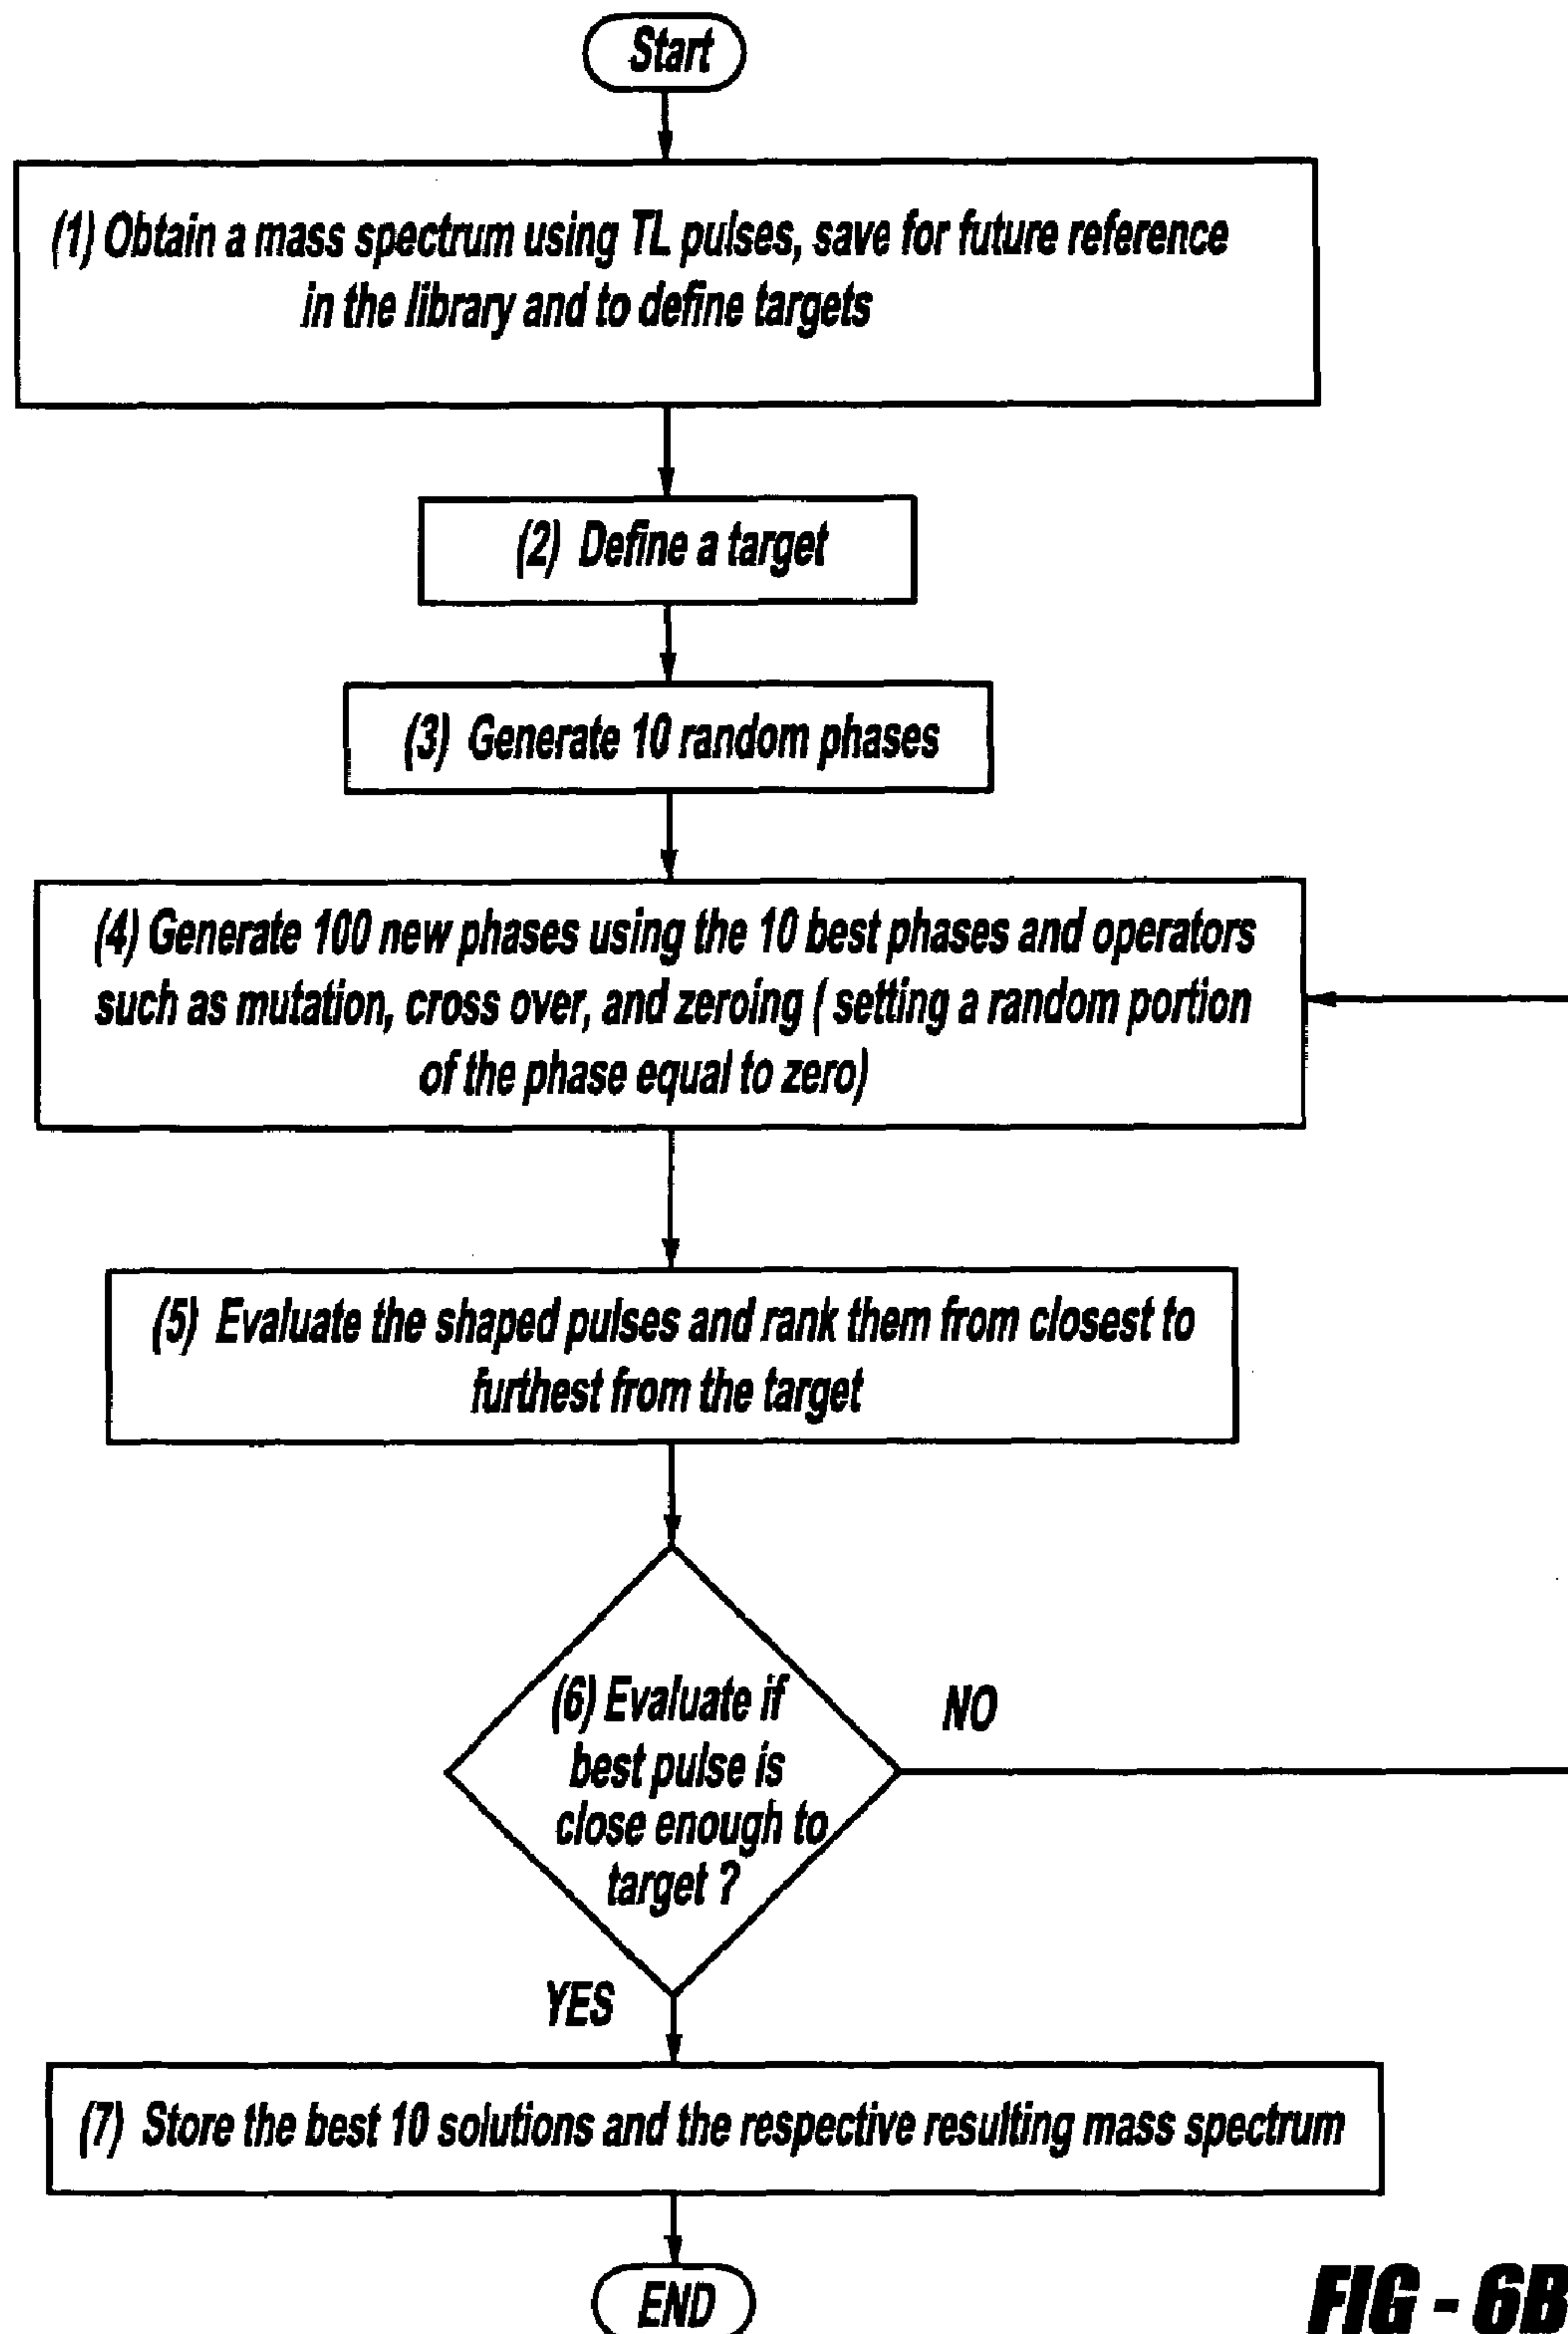 Start
(1) Obtain a mass spectrum using TL pulses, save for future reference
in the library and to define targets
(2) Define a target
(3) Generate 10 random phases
(4) Generate 100 new phases using the 10 best phases and operators
such as mutation, cross over, and zeroing ( setting a random portion
of the phase equal to zero)
(5) Evaluate the shaped pulses and rank them from closest to
furthest from the target
(6) Evaluate if
best pulse is
close enough to
target ?
NO
YES
(7) Store the best 10 solutions and the respective resulting mass spectrum
END
FIG - 6B